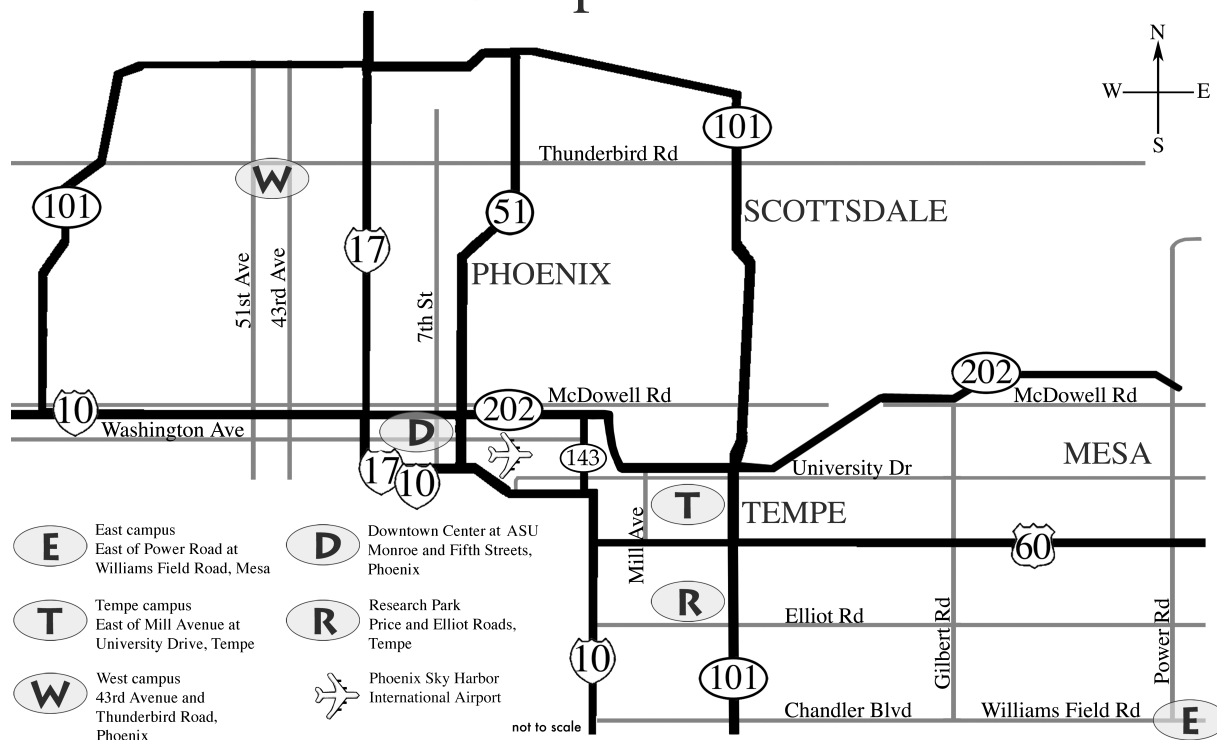 N
W E
S
101
Thunderbird Rd
W
101
51
SCOTTSDALE
17
PHOENIX
51st Ave
43rd Ave
7th St
202
McDowell Rd
202
McDowell Rd
10
Washington Ave
D
143
MESA
17
10
University Dr
T
TEMPE
Mill Ave
60
R
Elliot Rd
Gilbert Rd
Power Rd
10
101
Chandler Blvd
Williams Field Rd
E
not to scale
E
East campus
East of Power Road at
Williams Field Road, Mesa
T
Tempe campus
East of Mill Avenue at
University Drive, Tempe
W
West campus
43rd Avenue and
Thunderbird Road,
Phoenix
D
Downtown Center at ASU
Monroe and Fifth Streets,
Phoenix
R
Research Park
Price and Elliot Roads,
Tempe
Phoenix Sky Harbor
International Airport